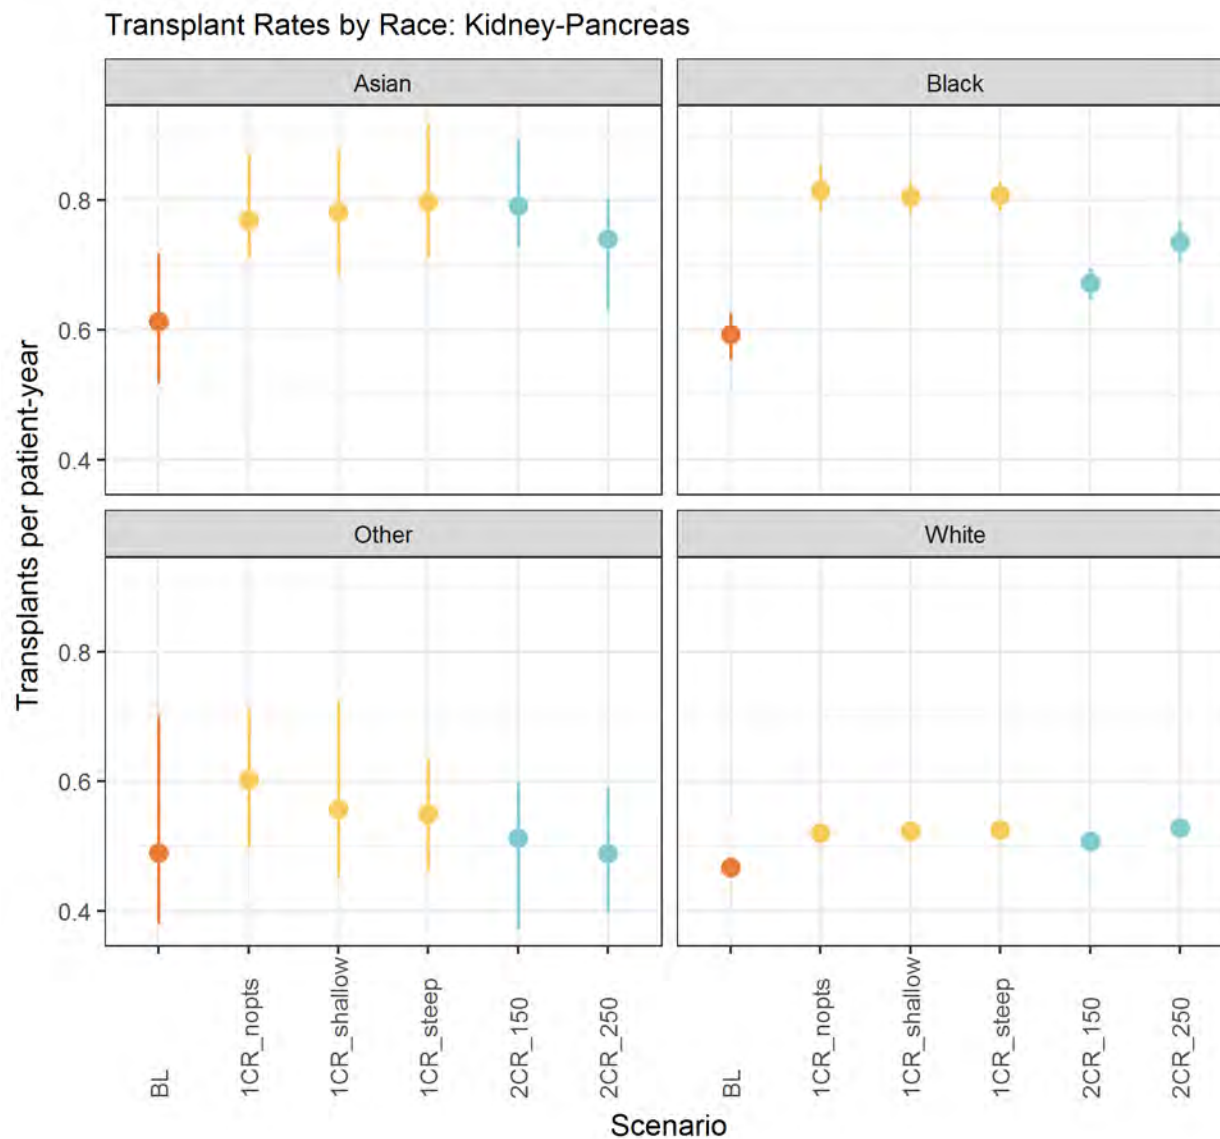 Transplant Rates by Race: Kidney-Pancreas
Asian
Black
0.8
0.6
0.4
Other
White
0.8
0.6
0.4
Transplants per patient-year
BL
1CR_nopts
1CR_shallow
1CR_steep
2CR_150
2CR_250
BL
1CR_nopts
1CR_shallow
1CR_steep
2CR_150
2CR_250
Scenario